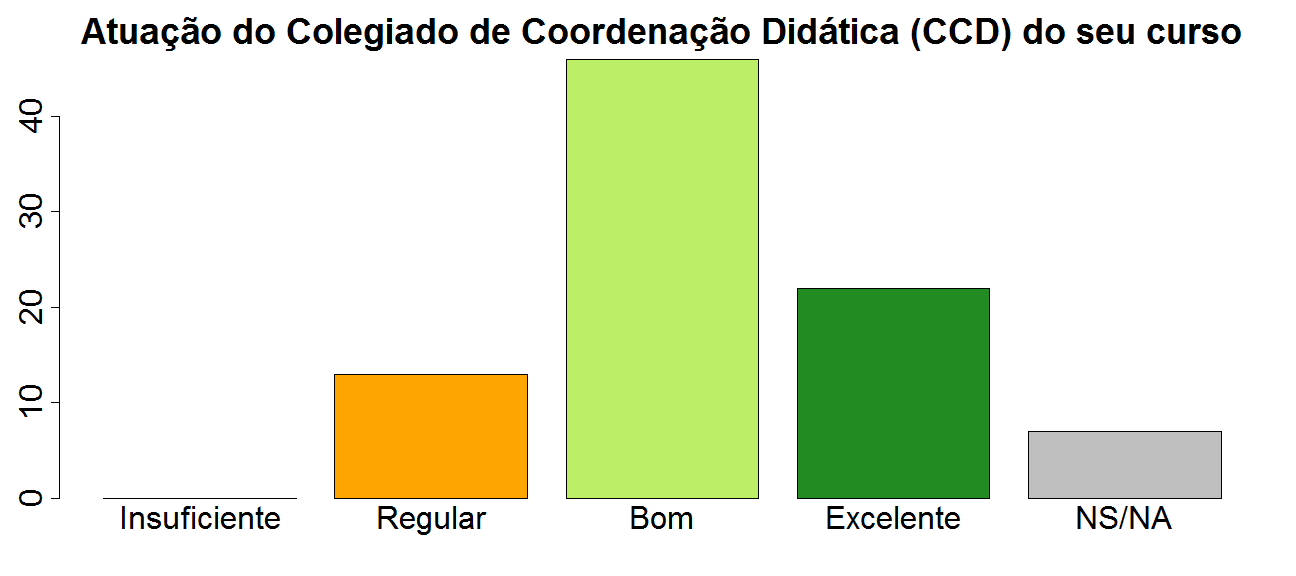 Atuação do Colegiado de Coordenação Didática (CCD) do seu curso
40
30
20
10
0
Insuficiente Regular Bom Excelente NS/NA